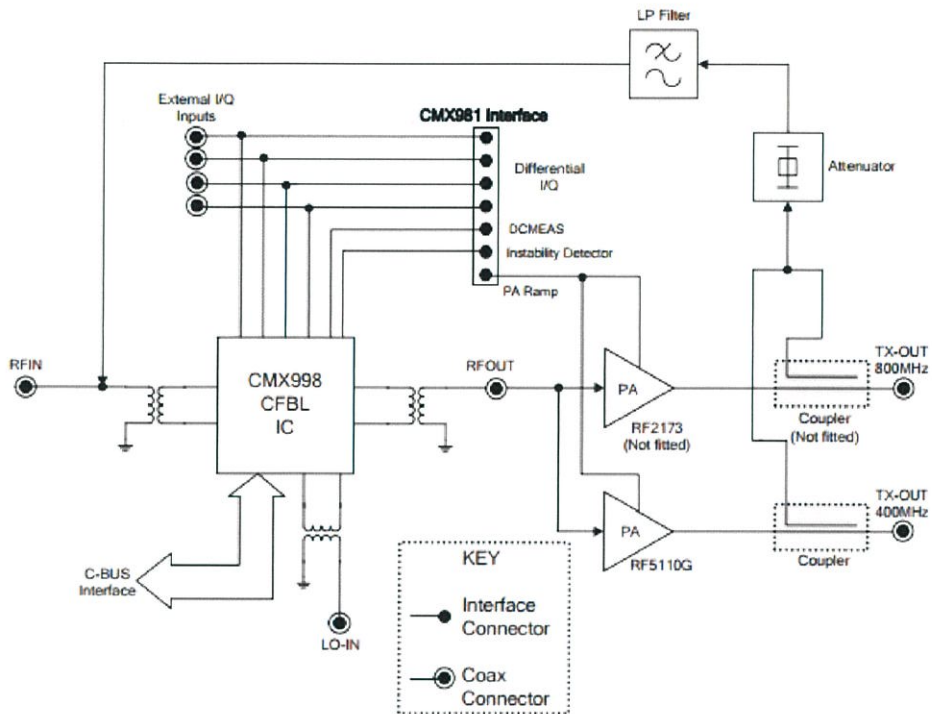 LP Filter
External I/Q
Inputs
CMX981 Interface
Attenuator
Differential
I/Q
DCMEAS
Instability Detector
PA Ramp
RFIN
CMX998
CFBL
IC
RFOUT
PA
RF2173
(Not fitted)
TX-OUT
800MHz
Coupler
(Not fitted)
TX-OUT
400MHz
PA
RF5110G
Coupler
C-BUS
Interface
LO-IN
KEY
Interface
Connector
Coax
Connector